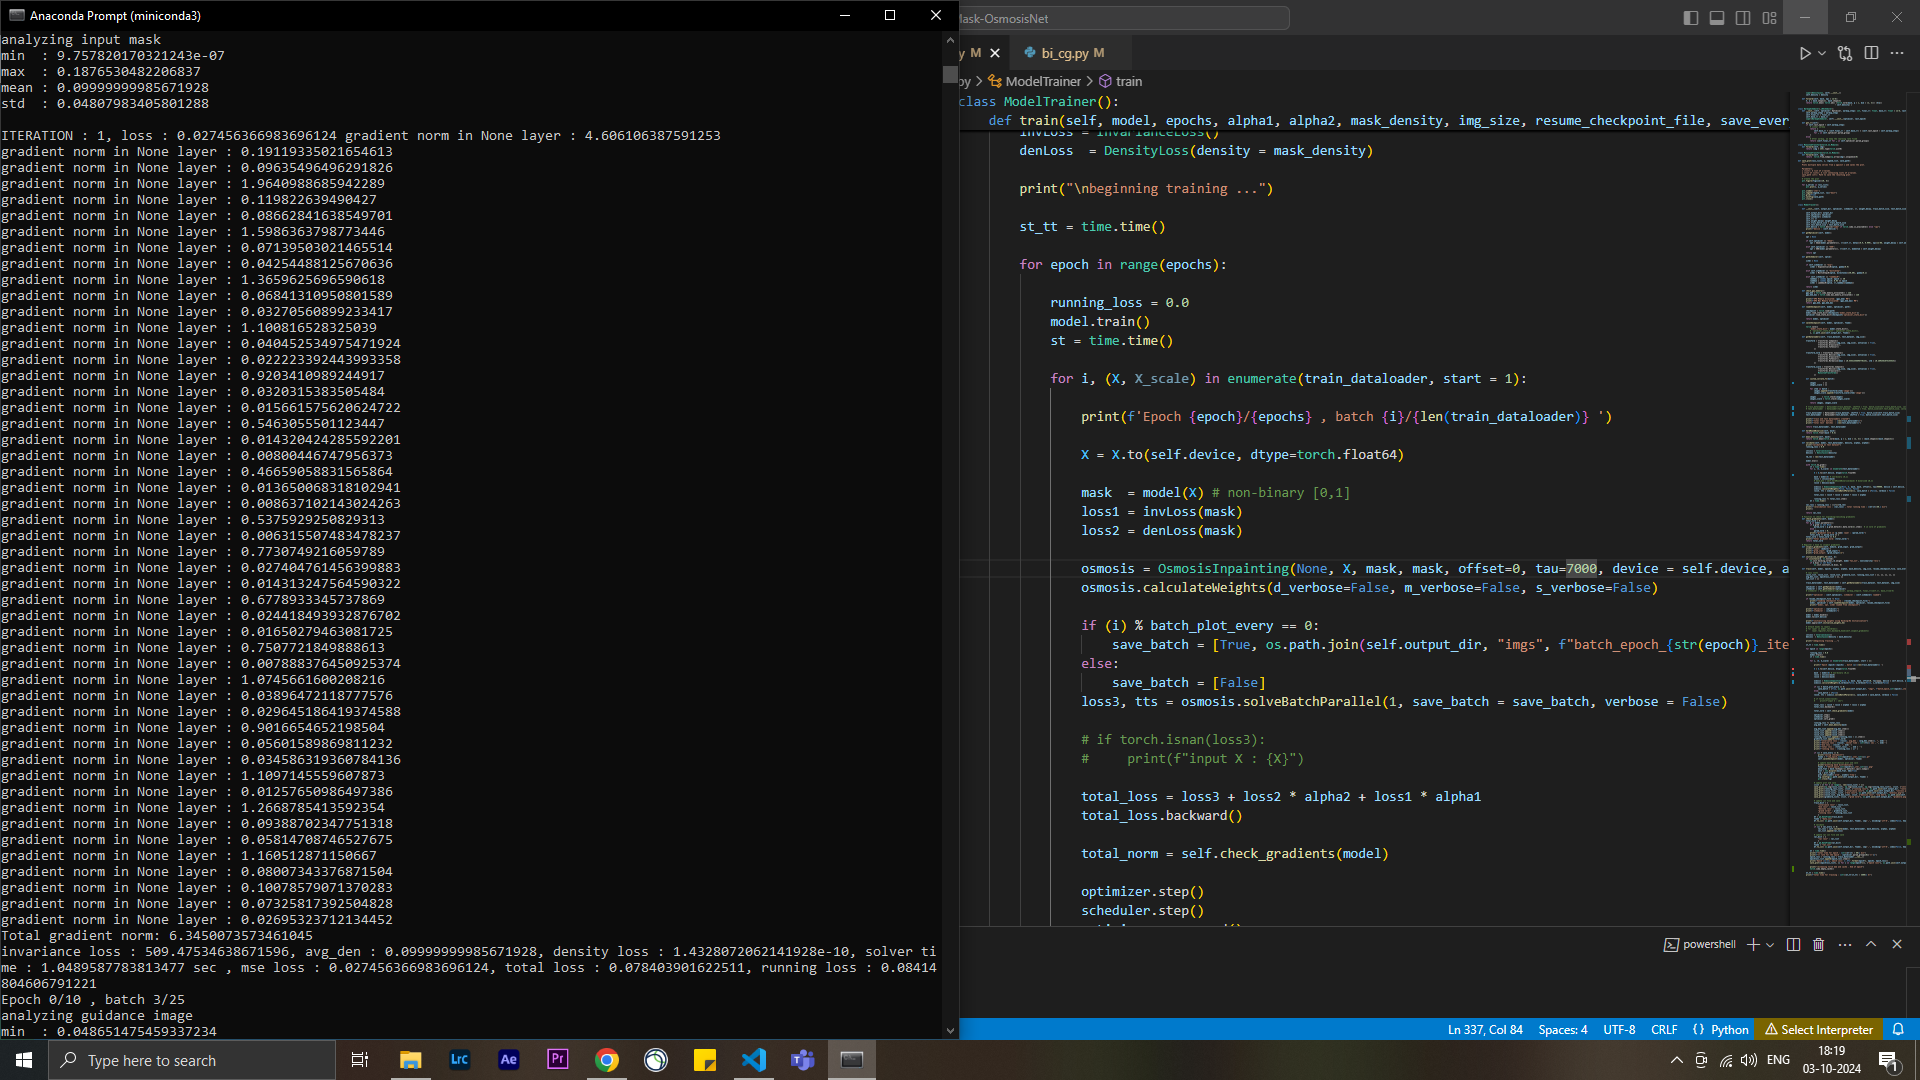 Anaconda Prompt (miniconda3)
analyzing input mask
min  : 9.757820170321243e-07
max  : 0.1876530482206837
mean : 0.09999999985671928
std  : 0.04807983405801288
ITERATION : 1, loss : 0.027456366983696124 gradient norm in None layer : 4.606106387591253
gradient norm in None layer : 0.19119335021654613
gradient norm in None layer : 0.09635496496291826
gradient norm in None layer : 1.9640988685942289
gradient norm in None layer : 0.119822639490427
gradient norm in None layer : 0.08662841638549701
gradient norm in None layer : 1.5986363798773446
gradient norm in None layer : 0.07139503021465514
gradient norm in None layer : 0.04254488125670636
gradient norm in None layer : 1.3659625696590618
gradient norm in None layer : 0.06841310950801589
gradient norm in None layer : 0.03270560899233417
gradient norm in None layer : 1.100816528325039
gradient norm in None layer : 0.040452534975471924
gradient norm in None layer : 0.022223392443993358
gradient norm in None layer : 0.9203410989244917
gradient norm in None layer : 0.0320315383505484
gradient norm in None layer : 0.015661575620624722
gradient norm in None layer : 0.5463055501123447
gradient norm in None layer : 0.014320424285592201
gradient norm in None layer : 0.00800446747956373
gradient norm in None layer : 0.46659058831565864
gradient norm in None layer : 0.013650068318102941
gradient norm in None layer : 0.008637102143024263
gradient norm in None layer : 0.5375929250829313
gradient norm in None layer : 0.006315507483478237
gradient norm in None layer : 0.7730749216059789
gradient norm in None layer : 0.027404761456399883
gradient norm in None layer : 0.014313247564590322
gradient norm in None layer : 0.6778933345737869
gradient norm in None layer : 0.024418493932876702
gradient norm in None layer : 0.01650279463081725
gradient norm in None layer : 0.7507721849888613
gradient norm in None layer : 0.007888376450925374
gradient norm in None layer : 1.0745661600208216
gradient norm in None layer : 0.03896472118777576
gradient norm in None layer : 0.029645186419374588
gradient norm in None layer : 0.9016654652198504
gradient norm in None layer : 0.05601589869811232
gradient norm in None layer : 0.034586319360784136
gradient norm in None layer : 1.1097145559607873
gradient norm in None layer : 0.01257650986497386
gradient norm in None layer : 1.2668785413592354
gradient norm in None layer : 0.09388702347751318
gradient norm in None layer : 0.05814708746527675
gradient norm in None layer : 1.160512871150667
gradient norm in None layer : 0.08007343376871504
gradient norm in None layer : 0.10078579071370283
gradient norm in None layer : 0.07325817392504828
gradient norm in None layer : 0.02695323712134452
Total gradient norm: 6.3450073573461045
invariance loss : 509.47534638671596, avg_den : 0.09999999985671928, density loss : 1.4328072062141928e-10, solver ti
me : 1.0489587783813477 sec , mse loss : 0.027456366983696124, total loss : 0.078403901622511, running loss : 0.08414
804606791221
Epoch 0/10 , batch 3/25
analyzing guidance image
min  : 0.048651475459337234
Mask-OsmosisNet
y M
bi_cg.py M
py > ModelTrainer > train
class ModelTrainer():
def train(self, model, epochs, alpha1, alpha2, mask_density, img_size, resume_checkpoint_file, save_ever
invLoss = InvarianceLoss()
denLoss  = DensityLoss(density = mask_density)
print("\nbeginning training ...")
st_tt = time.time()
for epoch in range(epochs):
running_loss = 0.0
model.train()
st = time.time()
for i, (X, X_scale) in enumerate(train_dataloader, start = 1):
print(f'Epoch {epoch}/{epochs} , batch {i}/{len(train_dataloader)} ')
X = X.to(self.device, dtype=torch.float64)
mask  = model(X) # non-binary [0,1]
loss1 = invLoss(mask)
loss2 = denLoss(mask)
osmosis = OsmosisInpainting(None, X, mask, mask, offset=0, tau=7000, device = self.device, a
osmosis.calculateWeights(d_verbose=False, m_verbose=False, s_verbose=False)
if (i) % batch_plot_every == 0:
save_batch = [True, os.path.join(self.output_dir, "imgs", f"batch_epoch_{str(epoch)}_ite
else:
save_batch = [False]
loss3, tts = osmosis.solveBatchParallel(1, save_batch = save_batch, verbose = False)
# if torch.isnan(loss3):
#     print(f"input X : {X}")
total_loss = loss3 + loss2 * alpha2 + loss1 * alpha1
total_loss.backward()
total_norm = self.check_gradients(model)
optimizer.step()
scheduler.step()
powershell
Ln 337, Col 84
Spaces: 4
UTF-8
CRLF
{ } Python
Select Interpreter
Type here to search
Lrc
Ae
Pr
ENG
18:19
03-10-2024
1